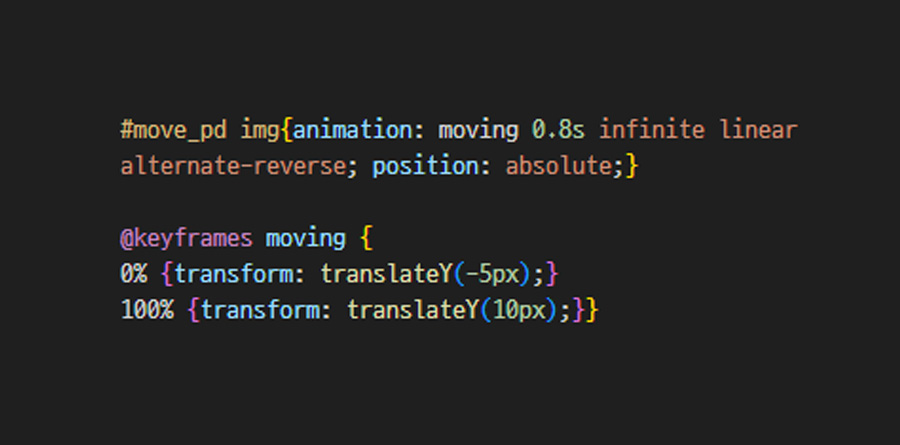 #move_pd img{animation: moving 0.8s infinite linear
alternate-reverse; position: absolute;}
@keyframes moving {
0% {transform: translateY(-5px);}
100% {transform: translateY(10px);}}